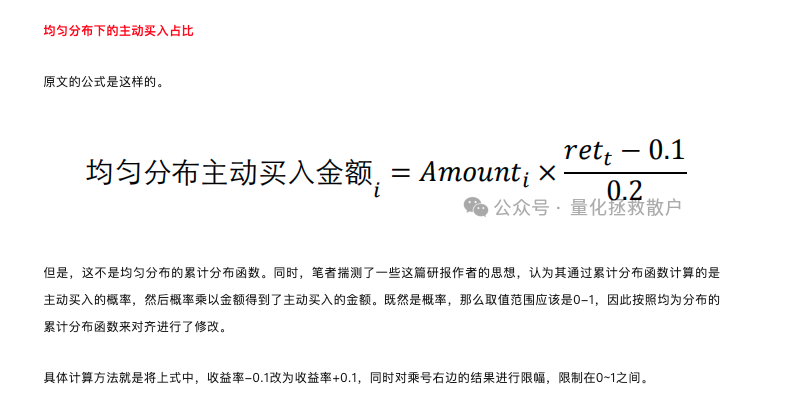 均匀分布下的主动买入占比
原文的公式是这样的。
均匀分布主动买入金额ᵢ = Amountᵢ × (retₜ − 0.1) / 0.2
公众号 · 量化拯救散户
但是，这不是均匀分布的累计分布函数。同时，笔者揣测了一些这篇研报作者的思想，认为其通过累计分布函数计算的是
主动买入的概率，然后概率乘以金额得到了主动买入的金额。既然是概率，那么取值范围应该是0-1，因此按照均为分布的
累计分布函数来对齐进行了修改。
具体计算方法就是将上式中，收益率-0.1改为收益率+0.1，同时对乘号右边的结果进行限幅，限制在0~1之间。